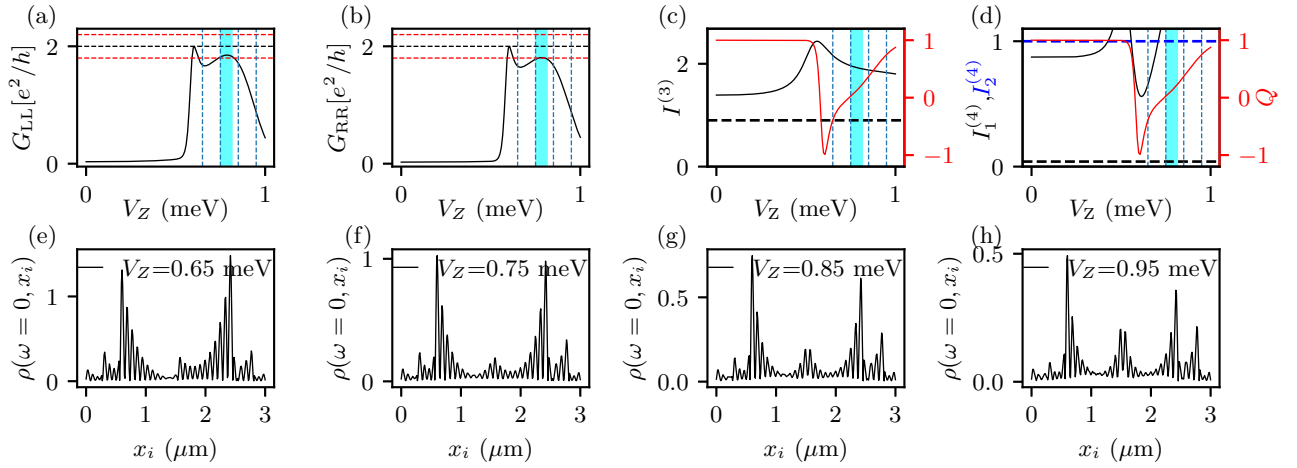 (a)
G_LL[e²/h]
2
0
0
1
V_Z (meV)
(b)
G_RR[e²/h]
2
0
0
1
V_Z (meV)
(c)
I^(3)
2
0
1
0
−1
0
1
V_Z (meV)
(d)
I_1^(4), I_2^(4)
1
0
1
0
−1
Q
0
1
V_Z (meV)
(e)
ρ(ω = 0, x_i)
1
0
V_Z=0.65 meV
0
1
2
3
x_i (μm)
(f)
ρ(ω = 0, x_i)
1
0
V_Z=0.75 meV
0
1
2
3
x_i (μm)
(g)
ρ(ω = 0, x_i)
0.5
0.0
V_Z=0.85 meV
0
1
2
3
x_i (μm)
(h)
ρ(ω = 0, x_i)
0.5
0.0
V_Z=0.95 meV
0
1
2
3
x_i (μm)